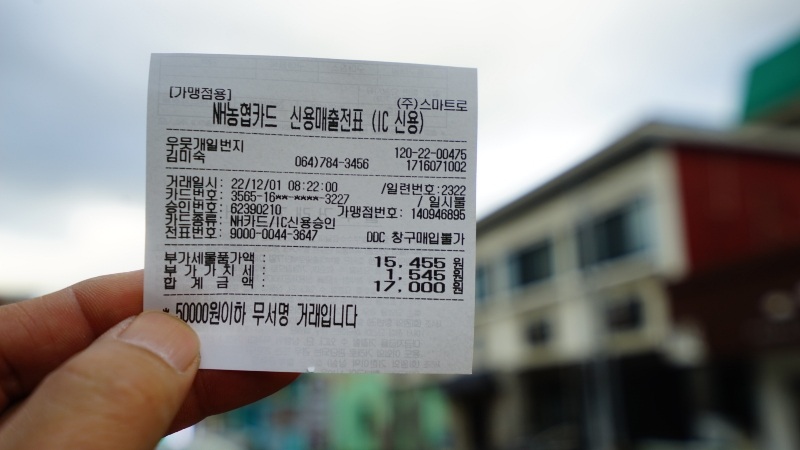 [가맹점용]
(주)스마트로
NH농협카드 신용매출전표 (IC 신용)
우뭇개일번지 120-22-00475
김미숙 064)784-3456 1716071002
거래일시: 22/12/01 08:22:00 /일련번호:2322
카드번호: 3565-16**-****-3227 / 일시불
승인번호: 62390210 가맹점번호: 140946895
카드종류: NH카드/IC신용승인
전표번호: 9000-0044-3647 DDC 창구매입불가
부가세물품가액 : 15,455 원
부 가 가 치 세 : 1,545 원
합 계 금 액 : 17,000 원
* 50000원이하 무서명 거래입니다